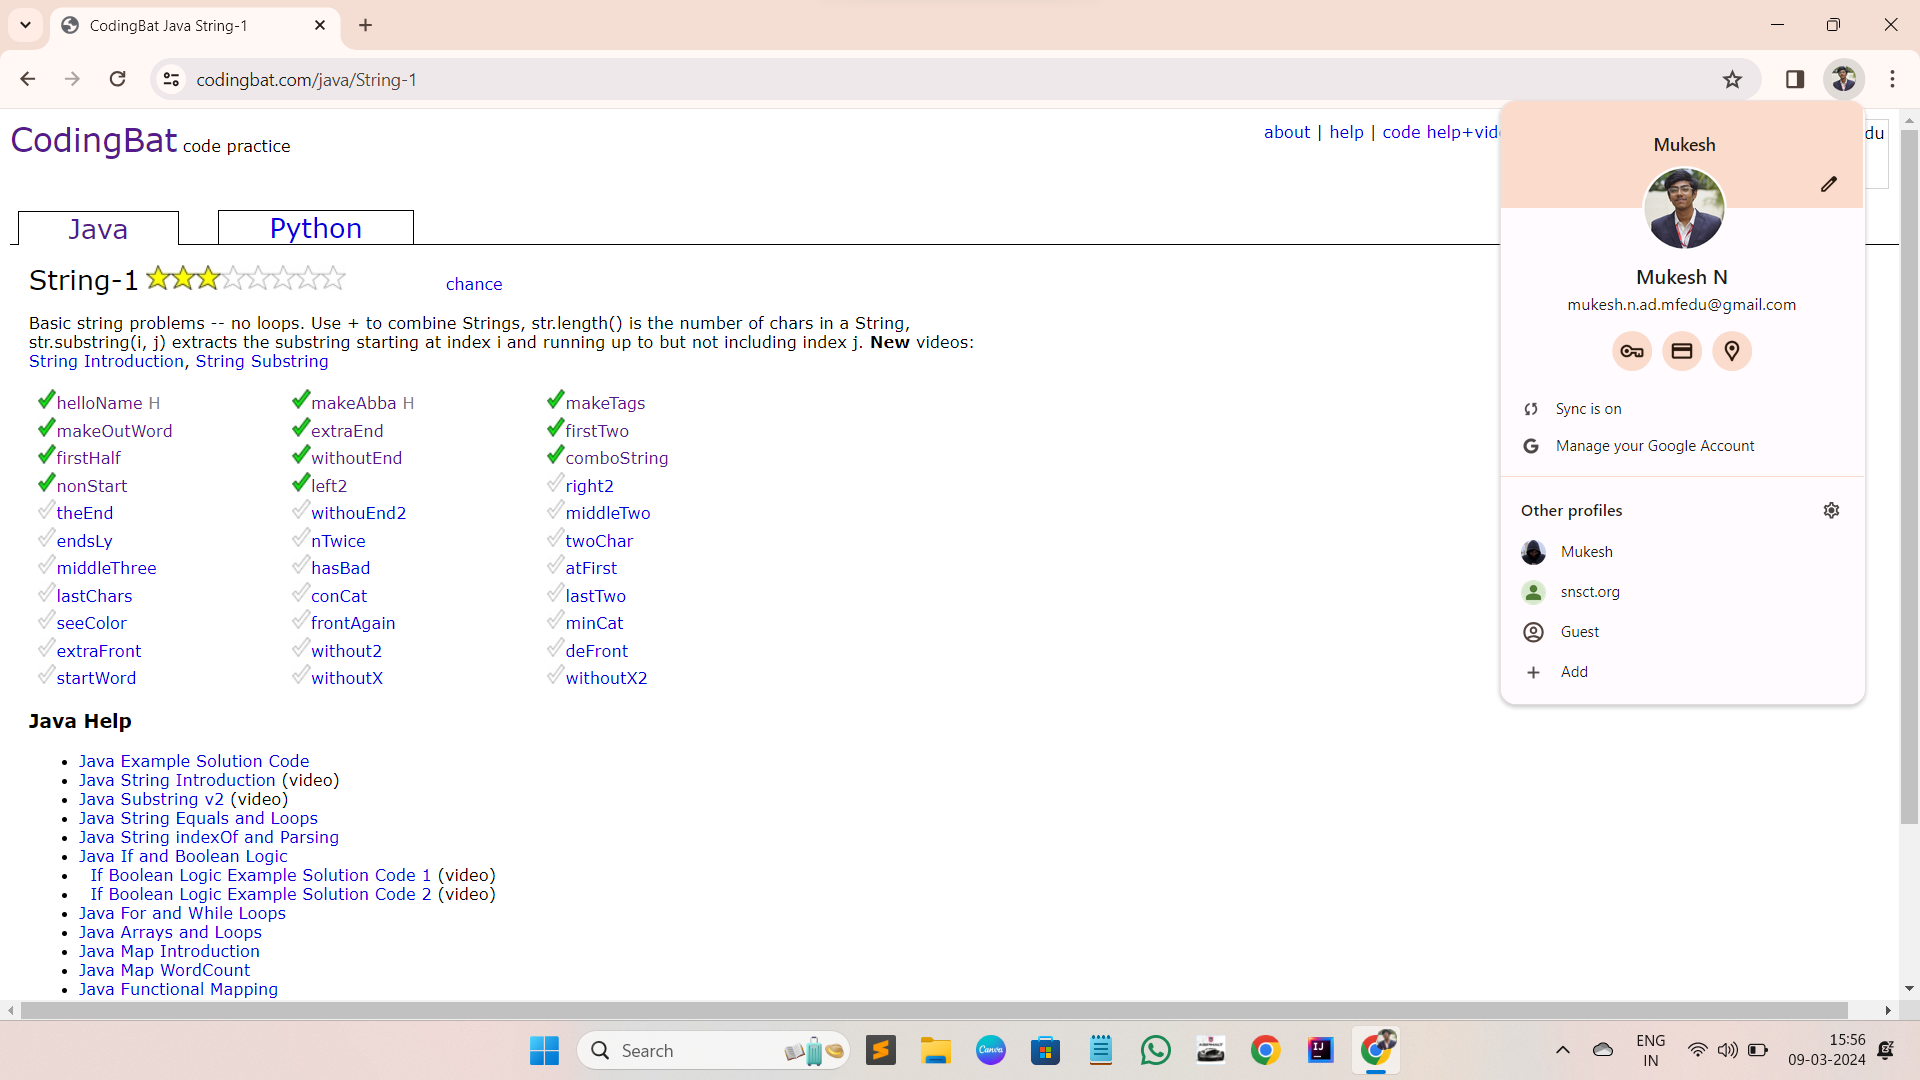 CodingBat Java String-1
codingbat.com/java/String-1
CodingBat code practice
about | help | code help+vid
du
Java
Python
String-1
chance
Basic string problems -- no loops. Use + to combine Strings, str.length() is the number of chars in a String,
str.substring(i, j) extracts the substring starting at index i and running up to but not including index j. New videos:
String Introduction, String Substring
helloName H makeAbba H makeTags
makeOutWord extraEnd firstTwo
firstHalf withoutEnd comboString
nonStart left2 right2
theEnd withouEnd2 middleTwo
endsLy nTwice twoChar
middleThree hasBad atFirst
lastChars conCat lastTwo
seeColor frontAgain minCat
extraFront without2 deFront
startWord withoutX withoutX2
Java Help
Java Example Solution Code
Java String Introduction (video)
Java Substring v2 (video)
Java String Equals and Loops
Java String indexOf and Parsing
Java If and Boolean Logic
If Boolean Logic Example Solution Code 1 (video)
If Boolean Logic Example Solution Code 2 (video)
Java For and While Loops
Java Arrays and Loops
Java Map Introduction
Java Map WordCount
Java Functional Mapping
Mukesh
Mukesh N
mukesh.n.ad.mfedu@gmail.com
Sync is on
G Manage your Google Account
Other profiles
Mukesh
snsct.org
Guest
Add
Search
Canva
IJ
ENG
IN
15:56
09-03-2024